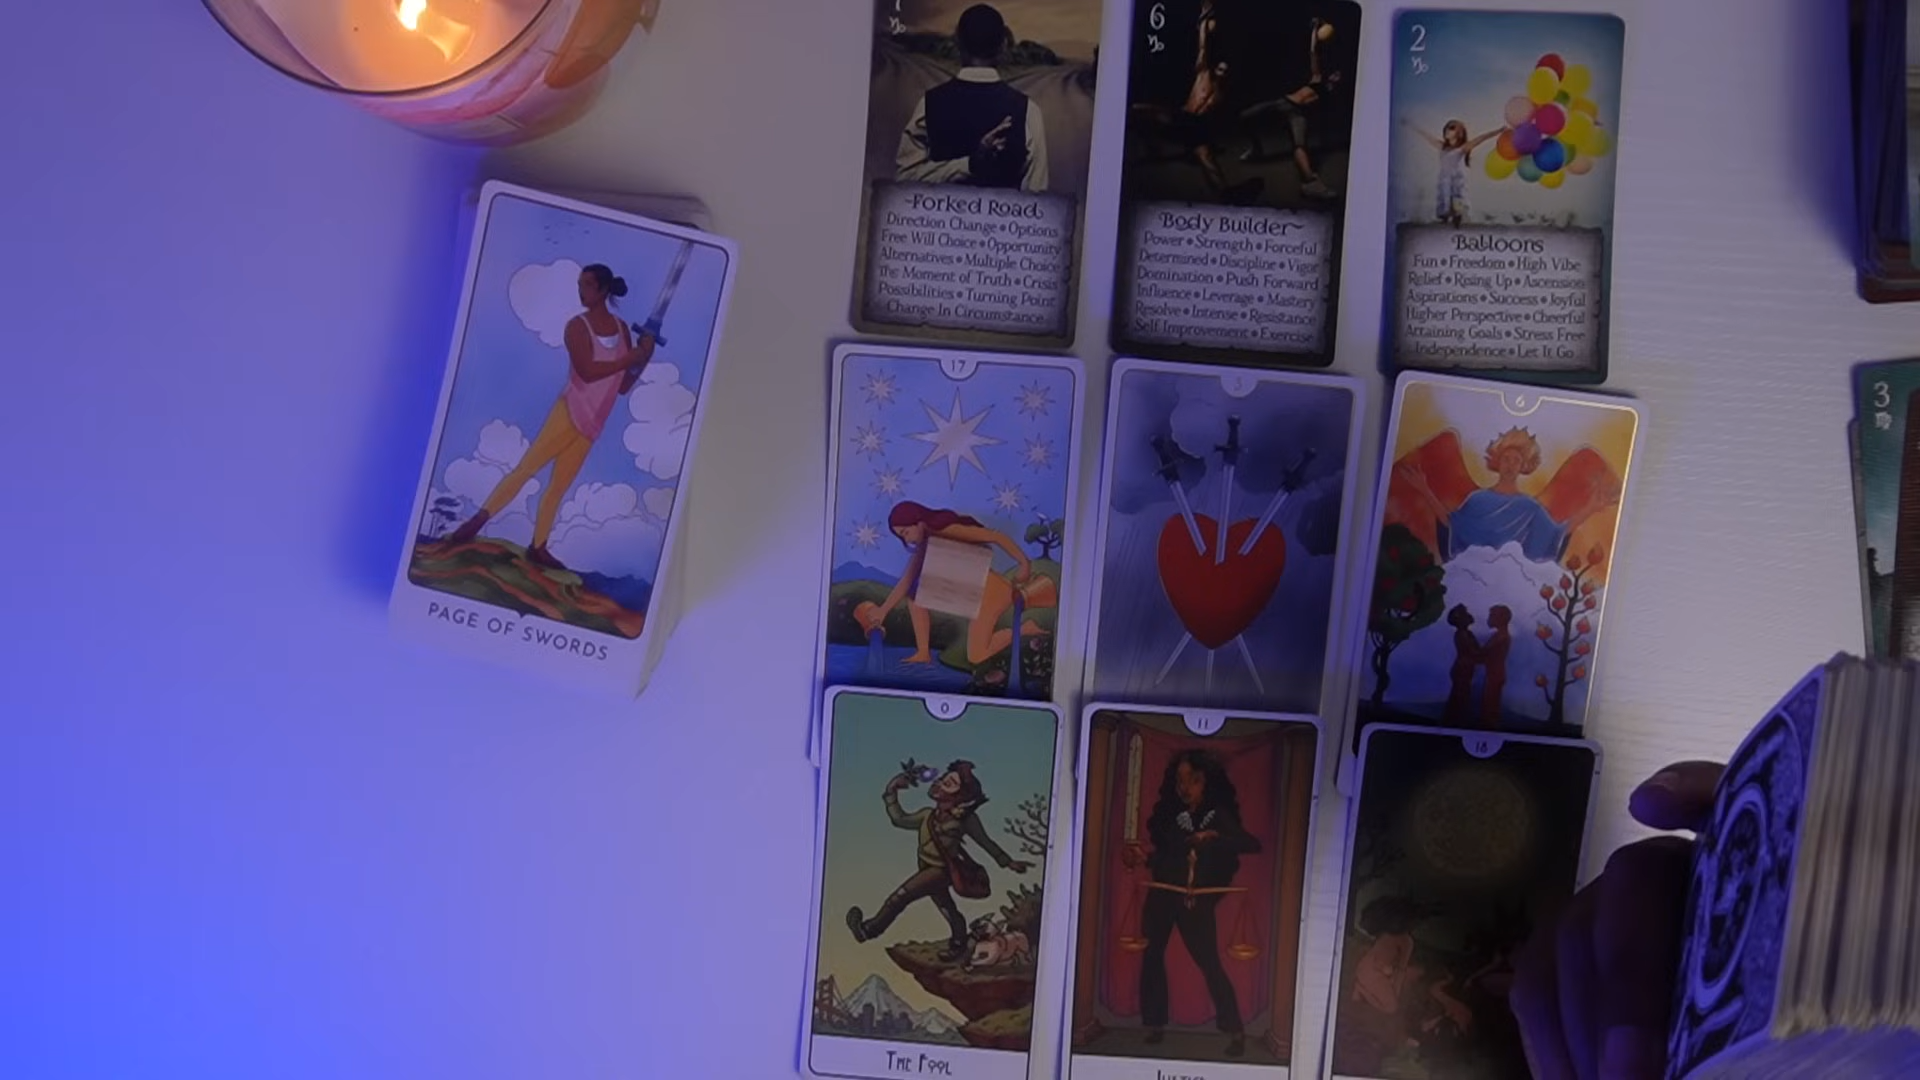 7
~Forked Road~
Direction Change • Options
Free Will Choice • Opportunity
Alternatives • Multiple Choice
The Moment of Truth • Crisis
Possibilities • Turning Point
Change In Circumstance
6
~Body Builder~
Power • Strength • Forceful
Determined • Discipline • Vigor
Domination • Push Forward
Influence • Leverage • Mastery
Resolve • Intense • Resistance
Self Improvement • Exercise
2
Balloons
Fun • Freedom • High Vibe
Relief • Rising Up • Ascension
Aspirations • Success • Joyful
Higher Perspective • Cheerful
Attaining Goals • Stress Free
Independence • Let It Go
PAGE OF SWORDS
17
3
6
3
0
11
18
The Fool
Justice